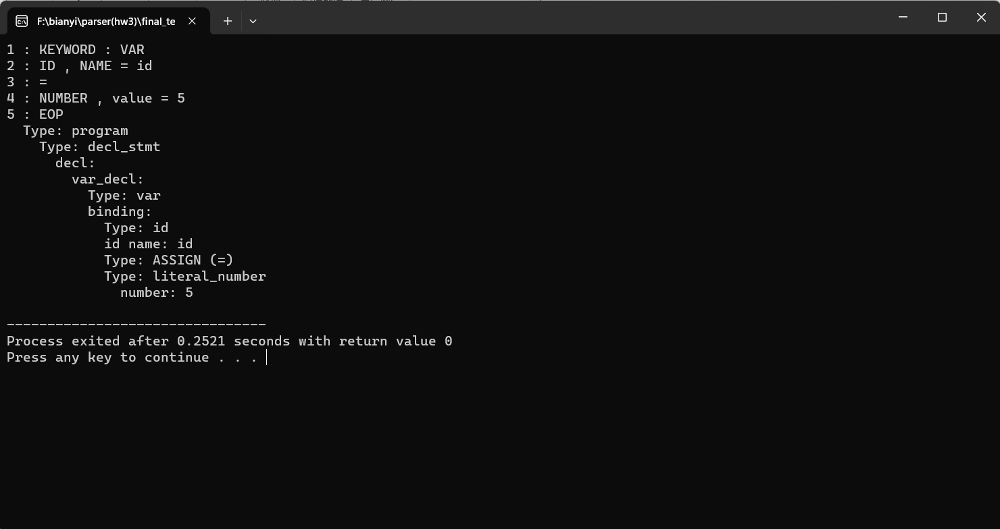 F:\bianyi\parser(hw3)\final_te
1 : KEYWORD : VAR
2 : ID , NAME = id
3 : =
4 : NUMBER , value = 5
5 : EOP
  Type: program
    Type: decl_stmt
      decl:
        var_decl:
          Type: var
          binding:
            Type: id
            id name: id
            Type: ASSIGN (=)
            Type: literal_number
              number: 5
--------------------------------
Process exited after 0.2521 seconds with return value 0
Press any key to continue . . .